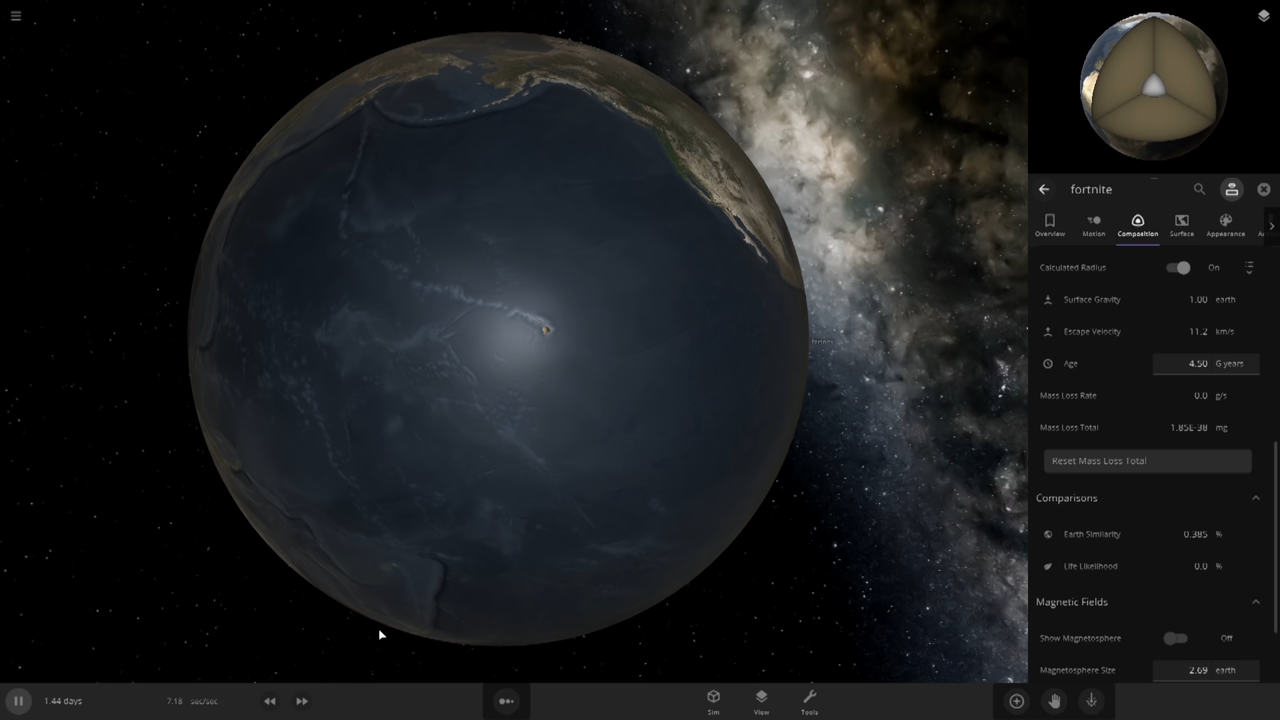 fortnite
Overview Motion Composition Surface Appearance
Calculated Radius On
Surface Gravity 1.00 earth
Escape Velocity 11.2 km/s
Age 4.50 G years
Mass Loss Rate 0.0 g/s
Mass Loss Total 1.85E-38 mg
Reset Mass Loss Total
Comparisons
Earth Similarity 0.385 %
Life Likelihood 0.0 %
Magnetic Fields
Show Magnetosphere Off
Magnetosphere Size 2.69 earth
1.44 days 7.18 sec/sec Sim View Tools